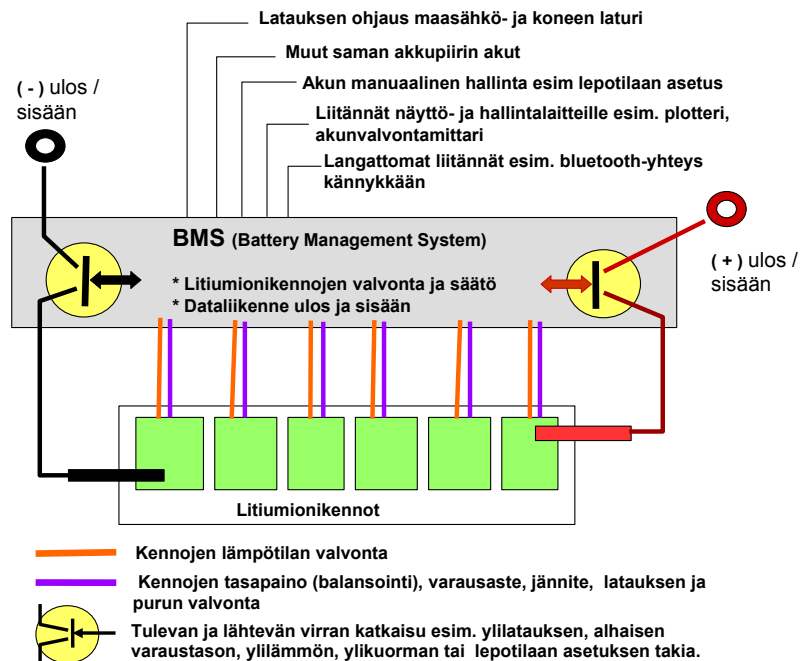 Latauksen ohjaus maasähkö- ja koneen laturi
Muut saman akkupiirin akut
Akun manuaalinen hallinta esim lepotilaan asetus
Liitännät näyttö- ja hallintalaitteille esim. plotteri,
akunvalvontamittari
Langattomat liitännät esim. bluetooth-yhteys
kännykkään
( - ) ulos /
sisään
BMS (Battery Management System)
* Litiumionikennojen valvonta ja säätö
* Dataliikenne ulos ja sisään
( + ) ulos /
sisään
Litiumionikennot
Kennojen lämpötilan valvonta
Kennojen tasapaino (balansointi), varausaste, jännite, latauksen ja
purun valvonta
Tulevan ja lähtevän virran katkaisu esim. ylilatauksen, alhaisen
varaustason, ylilämmön, ylikuorman tai lepotilaan asetuksen takia.